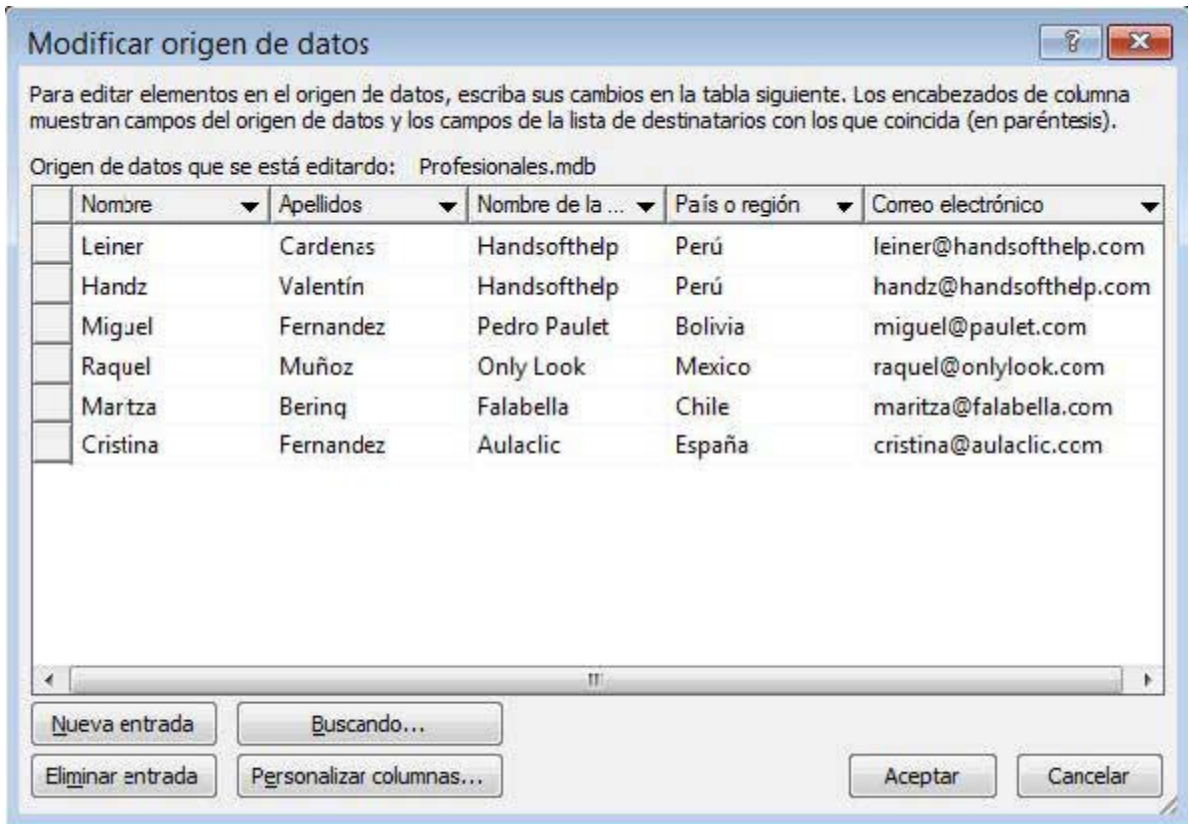 Modificar origen de datos
Para editar elementos en el origen de datos, escriba sus cambios en la tabla siguiente. Los encabezados de columna
muestran campos del origen de datos y los campos de la lista de destinatarios con los que coincida (en paréntesis).
Origen de datos que se está editando: Profesionales.mdb
Nombre Apellidos Nombre de la ... País o región Correo electrónico
Leiner Cardenas Handsofthelp Perú leiner@handsofthelp.com
Handz Valentín Handsofthelp Perú handz@handsofthelp.com
Miguel Fernandez Pedro Paulet Bolivia miguel@paulet.com
Raquel Muñoz Only Look Mexico raquel@onlylook.com
Maritza Bering Falabella Chile maritza@falabella.com
Cristina Fernandez Aulaclic España cristina@aulaclic.com
Nueva entrada Buscando...
Eliminar entrada Personalizar columnas... Aceptar Cancelar